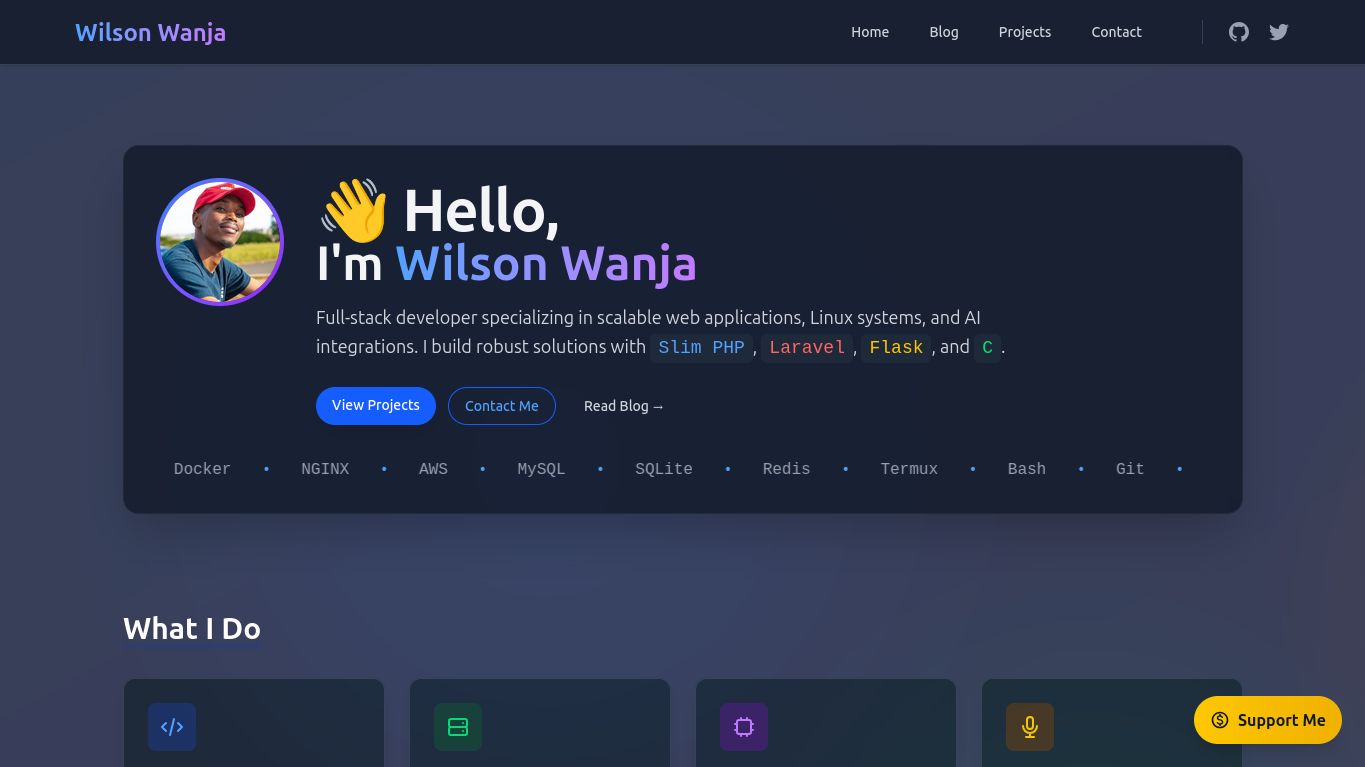 Wilson Wanja
Home
Blog
Projects
Contact
👋 Hello,
I'm Wilson Wanja
Full-stack developer specializing in scalable web applications, Linux systems, and AI
integrations. I build robust solutions with Slim PHP, Laravel, Flask, and C.
View Projects
Contact Me
Read Blog →
Docker • NGINX • AWS • MySQL • SQLite • Redis • Termux • Bash • Git •
What I Do
Support Me